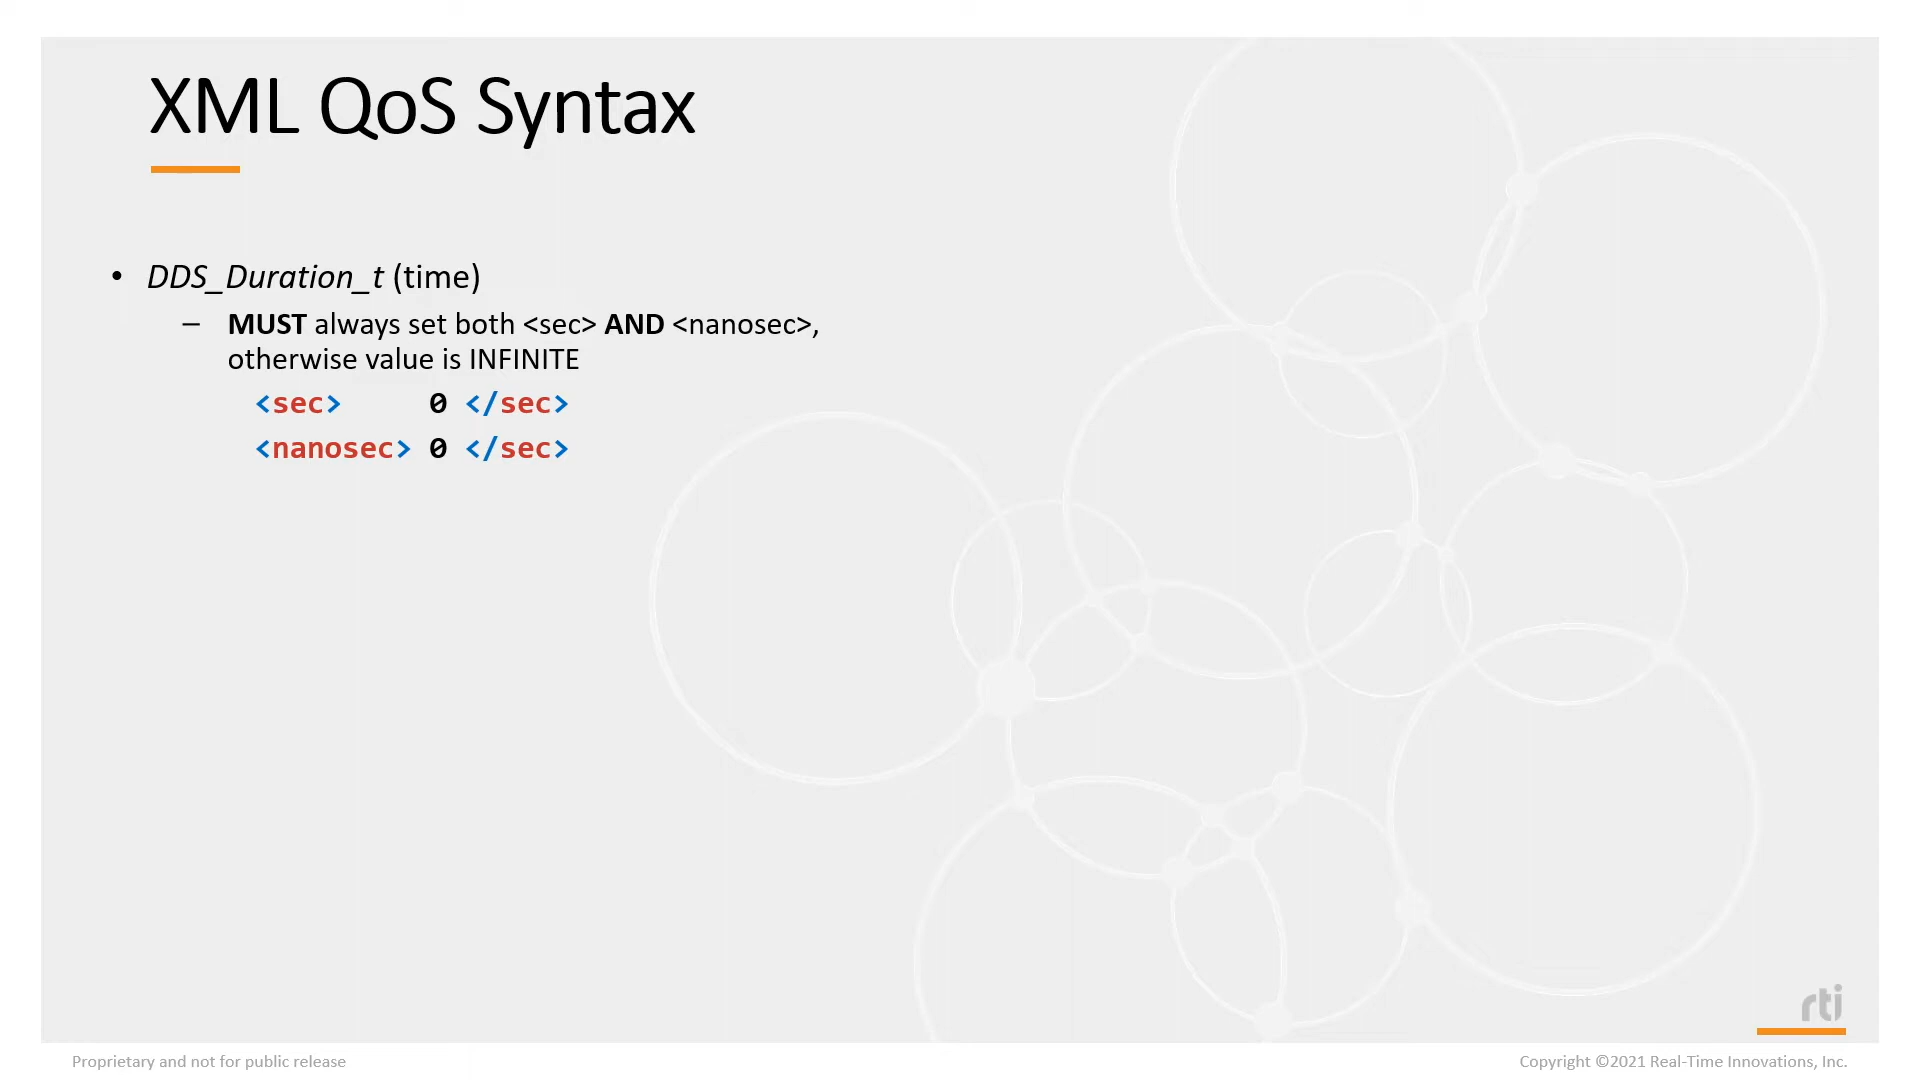 XML QoS Syntax
• DDS_Duration_t (time)
– MUST always set both <sec> AND <nanosec>,
otherwise value is INFINITE
<sec> 0 </sec>
<nanosec> 0 </sec>
rti
Proprietary and not for public release
Copyright ©2021 Real-Time Innovations, Inc.